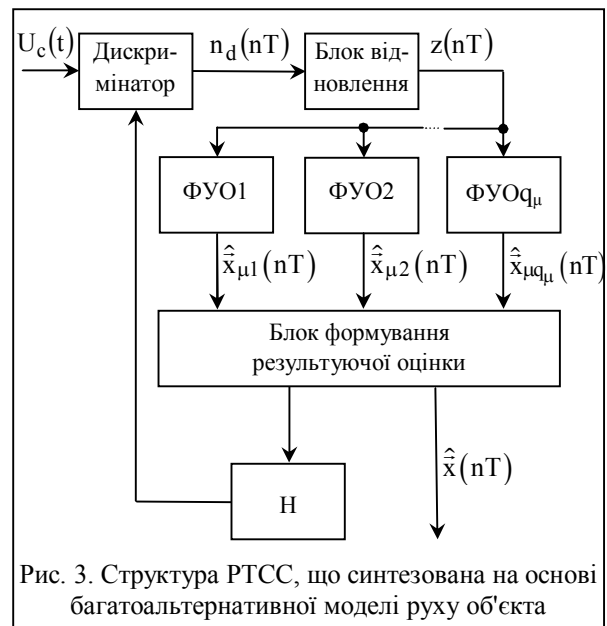 U_c(t)
Дискри-
мінатор
n_d(nT)
Блок від-
новлення
z(nT)
ФУО1
ФУО2
ФУОq_μ
x̂⃗_μ1(nT)
x̂⃗_μ2(nT)
x̂⃗_μq_μ(nT)
Блок формування
результуючої оцінки
Н
x̂⃗(nT)
Рис. 3. Структура РТСС, що синтезована на основі
багатоальтернативної моделі руху об'єкта